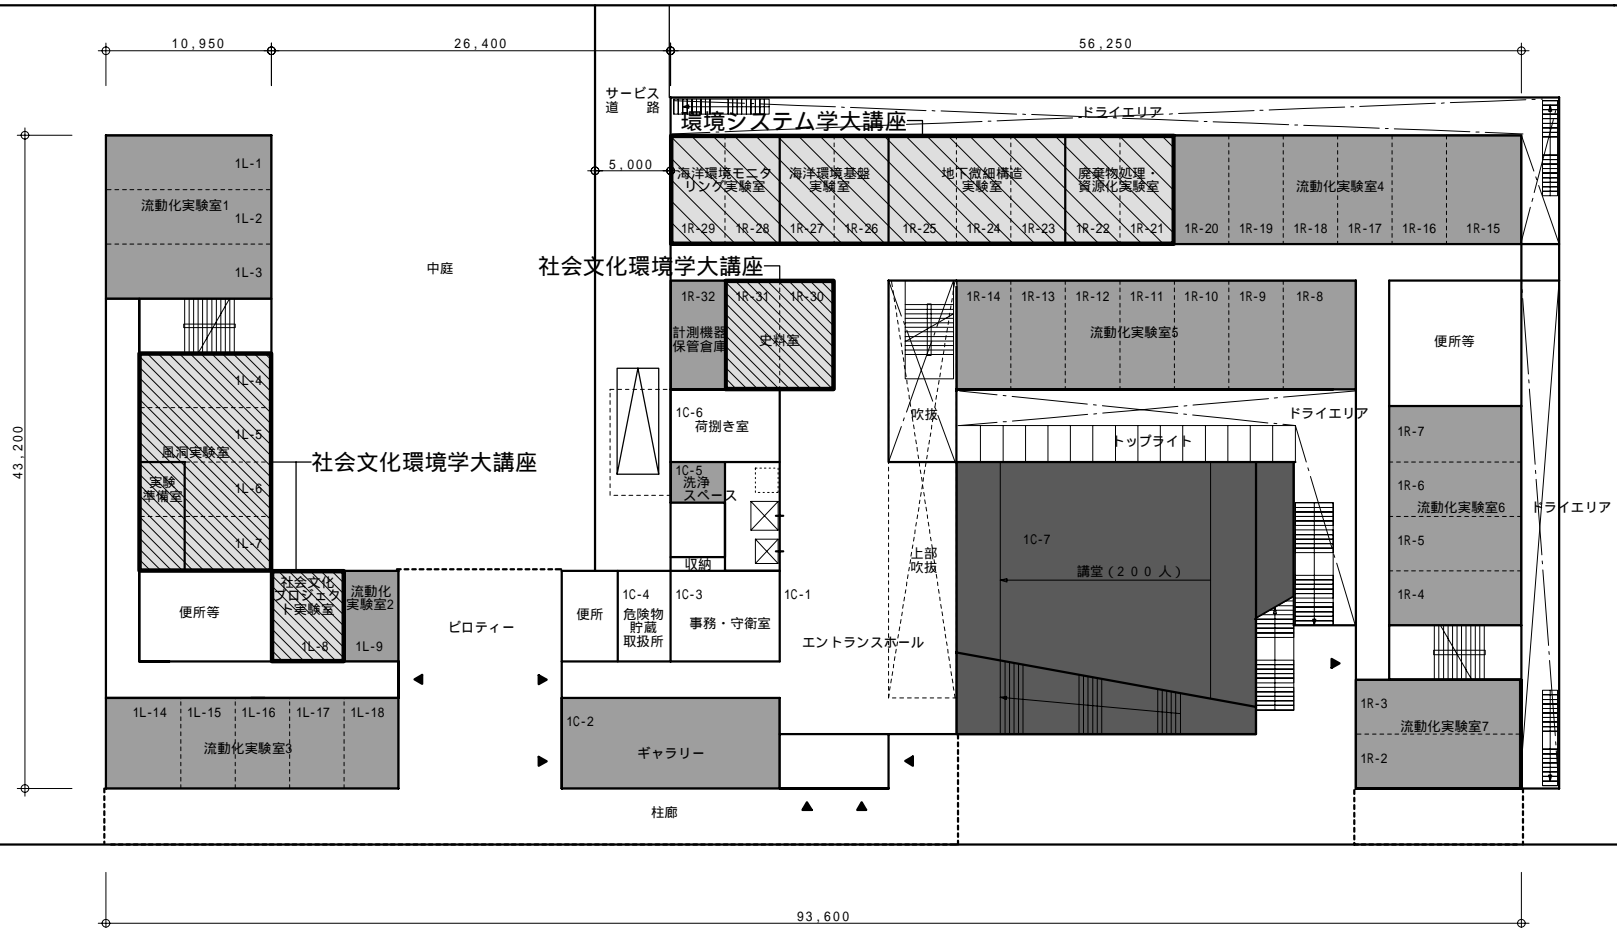 10,950
26,400
56,250
サービス
道 路
ドライエリア
環境システム学大講座
5,000
1L-1
流動化実験室1
1L-2
1L-3
海洋環境モニタ
リング実験室
海洋環境基盤
実験室
地下微細構造
実験室
廃棄物処理・
資源化実験室
流動化実験室4
1R-29
1R-28
1R-27
1R-26
1R-25
1R-24
1R-23
1R-22
1R-21
1R-20
1R-19
1R-18
1R-17
1R-16
1R-15
中庭
社会文化環境学大講座
1R-32
1R-31
1R-30
計測機器
保管倉庫
史料室
1R-14
1R-13
1R-12
1R-11
1R-10
1R-9
1R-8
流動化実験室5
便所等
1L-4
1L-5
風洞実験室
1L-6
実験
準備室
1L-7
社会文化環境学大講座
1C-6
荷捌き室
吹抜
ドライエリア
トップライト
1C-5
洗浄
スペース
収納
1R-7
1R-6
流動化実験室6
1R-5
1R-4
ドライエリア
43,200
1C-7
講堂(200人)
上部
吹抜
便所等
社会文化
プロジェク
ト実験室
1L-8
流動化
実験室2
1L-9
ピロティー
便所
1C-4
危険物
貯蔵
取扱所
1C-3
事務・守衛室
1C-1
エントランスホール
1L-14
1L-15
1L-16
1L-17
1L-18
流動化実験室3
1C-2
ギャラリー
1R-3
流動化実験室7
1R-2
柱廊
93,600